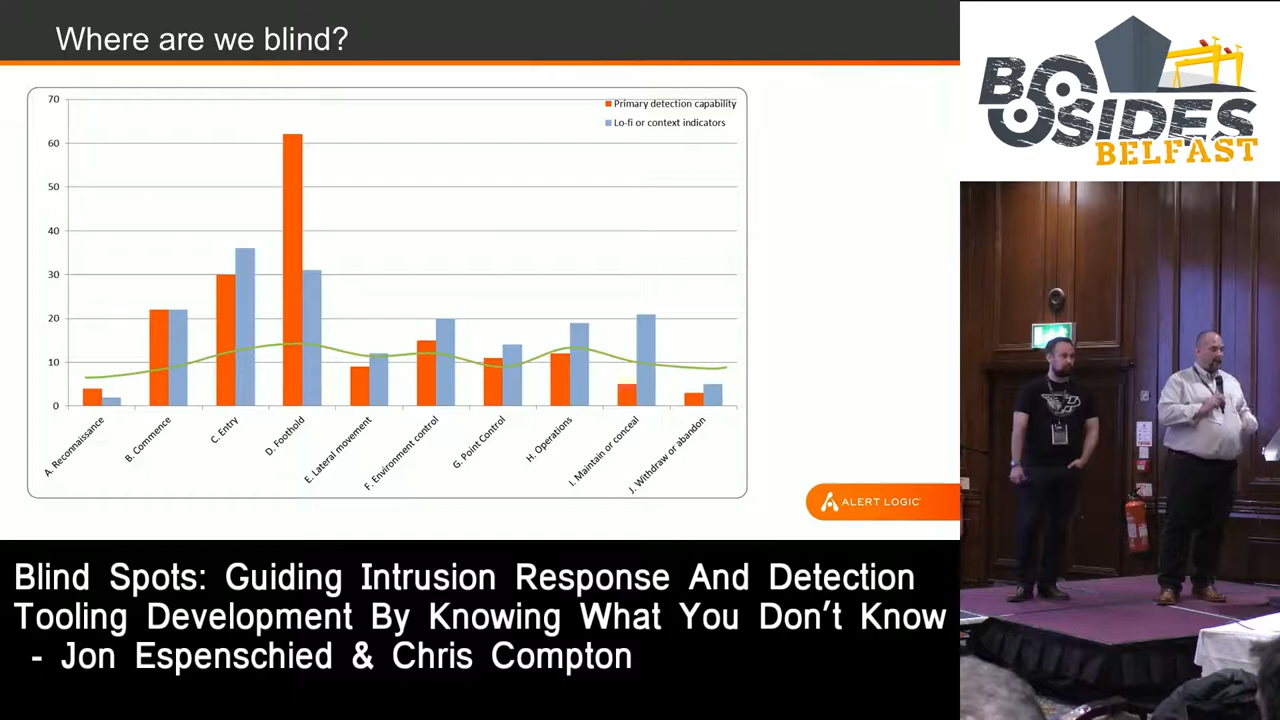 Where are we blind?
70
60
50
40
30
20
10
0
Primary detection capability
Lo-fi or context indicators
A. Reconnaissance
B. Commence
C. Entry
D. Foothold
E. Lateral movement
F. Environment control
G. Point Control
H. Operations
I. Maintain or conceal
J. Withdraw or abandon
ALERT LOGIC
BSIDES
BELFAST
Blind Spots: Guiding Intrusion Response And Detection
Tooling Development By Knowing What You Don't Know
- Jon Espenschied & Chris Compton